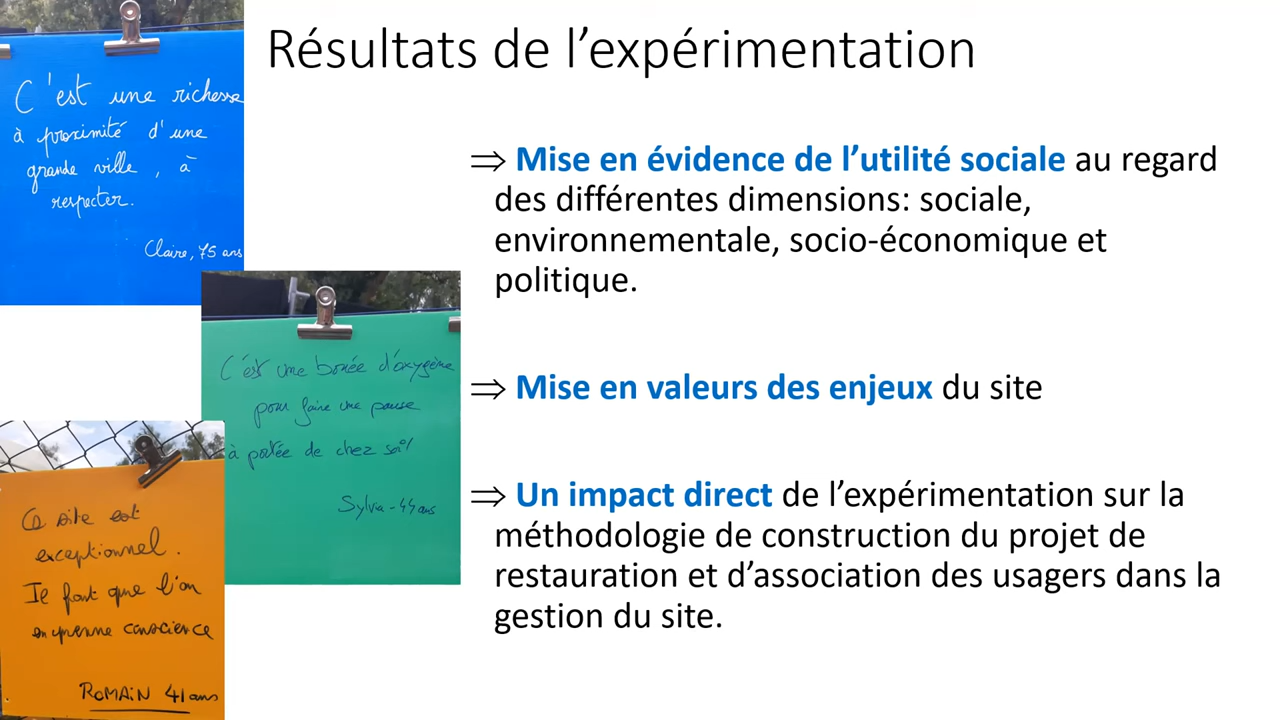 Résultats de l’expérimentation
C'est une richesse
à proximité d'une
grande ville, à
respecter.
Claire, 75 ans
C'est une bouée d'oxygène
pour faire une pause
à portée de chez soi!
Sylvia - 44 ans
Ce site est
exceptionnel.
Il faut que l'on
en prenne conscience
ROMAIN 41 ans
⇒ Mise en évidence de l’utilité sociale au regard
des différentes dimensions: sociale,
environnementale, socio-économique et
politique.
⇒ Mise en valeurs des enjeux du site
⇒ Un impact direct de l’expérimentation sur la
méthodologie de construction du projet de
restauration et d’association des usagers dans la
gestion du site.